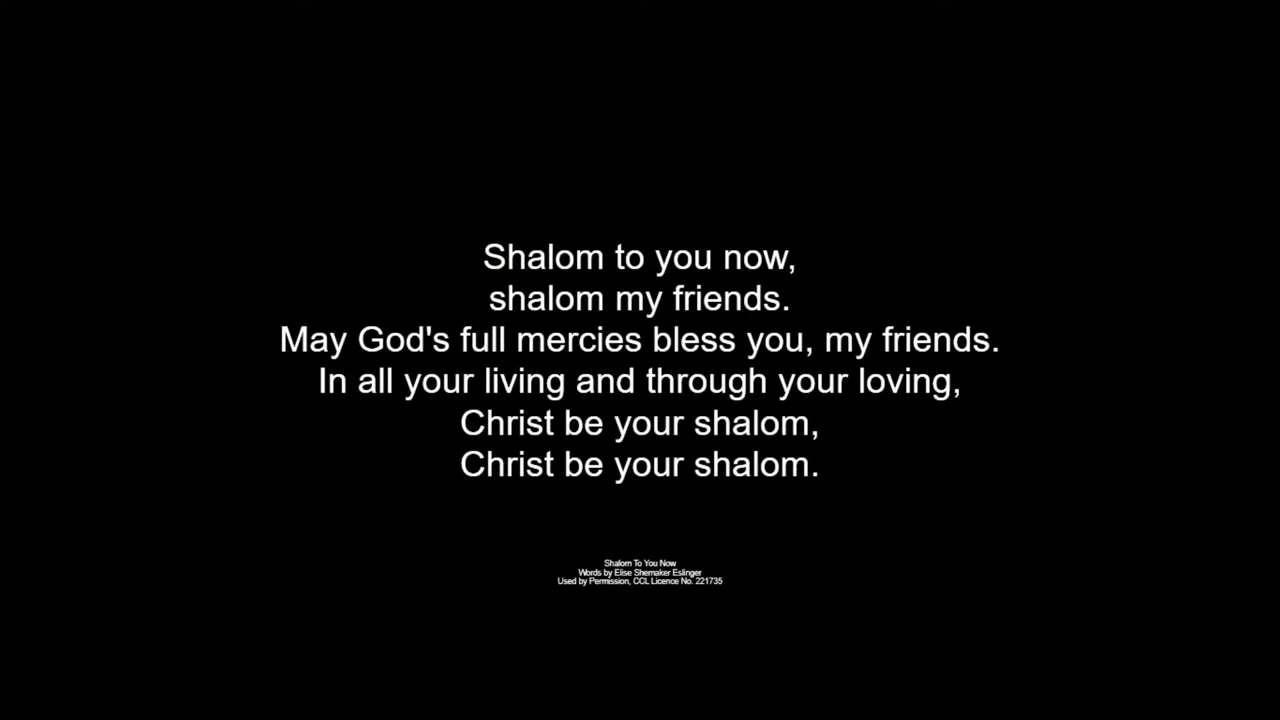 Shalom to you now,
shalom my friends.
May God's full mercies bless you, my friends.
In all your living and through your loving,
Christ be your shalom,
Christ be your shalom.
Shalom To You Now
Words by Elise Shemaker Eslinger
Used by Permission, CCL Licence No. 221735